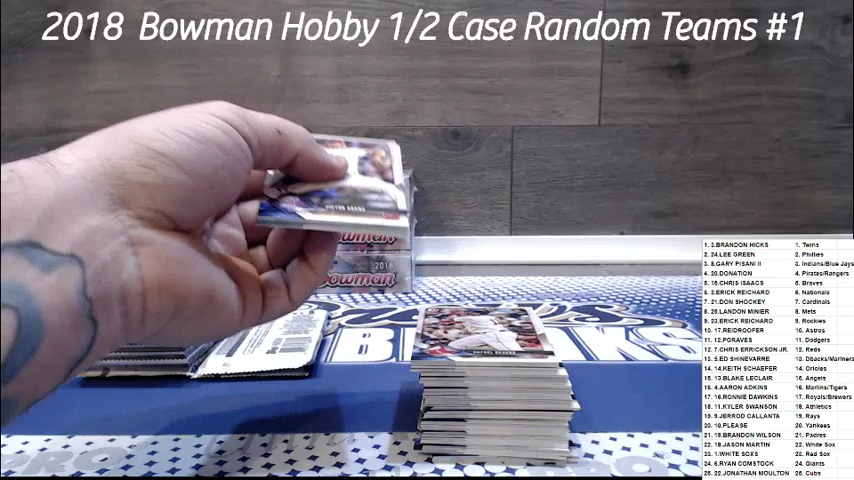 2018 Bowman Hobby 1/2 Case Random Teams #1
Bowman
2018
Bowman
RAFAEL DEVERS
1. 3.BRANDON HICKS 1. Twins
2. 24.LEE GREEN 2. Phillies
3. 8.GARY PISANI II 3. Indians/Blue Jays
4. 20.DONATION 4. Pirates/Rangers
5. 15.CHRIS ISAACS 5. Braves
6. 2.ERICK REICHARD 6. Nationals
7. 21.DON SHOCKEY 7. Cardinals
8. 25.LANDON MINIER 8. Mets
9. 23.ERICK REICHARD 9. Rockies
10. 17.REIDROOFER 10. Astros
11. 12.PGRAVES 11. Dodgers
12. 7.CHRIS ERRICKSON JR. 12. Reds
13. 5.ED SHINEVARRE 13. Dbacks/Mariners
14. 14.KEITH SCHAEFER 14. Orioles
15. 13.BLAKE LECLAIR 15. Angels
16. 4.AARON ADKINS 16. Marlins/Tigers
17. 16.RONNIE DAWKINS 17. Royals/Brewers
18. 11.KYLER SWANSON 18. Athletics
19. 9.JERROD CALLANTA 19. Rays
20. 10.PLEASE 20. Yankees
21. 19.BRANDON WILSON 21. Padres
22. 18.JASON MARTIN 22. White Sox
23. 1.WHITE SOXS 23. Red Sox
24. 6.RYAN COMSTOCK 24. Giants
25. 22.JONATHAN MOULTON 25. Cubs